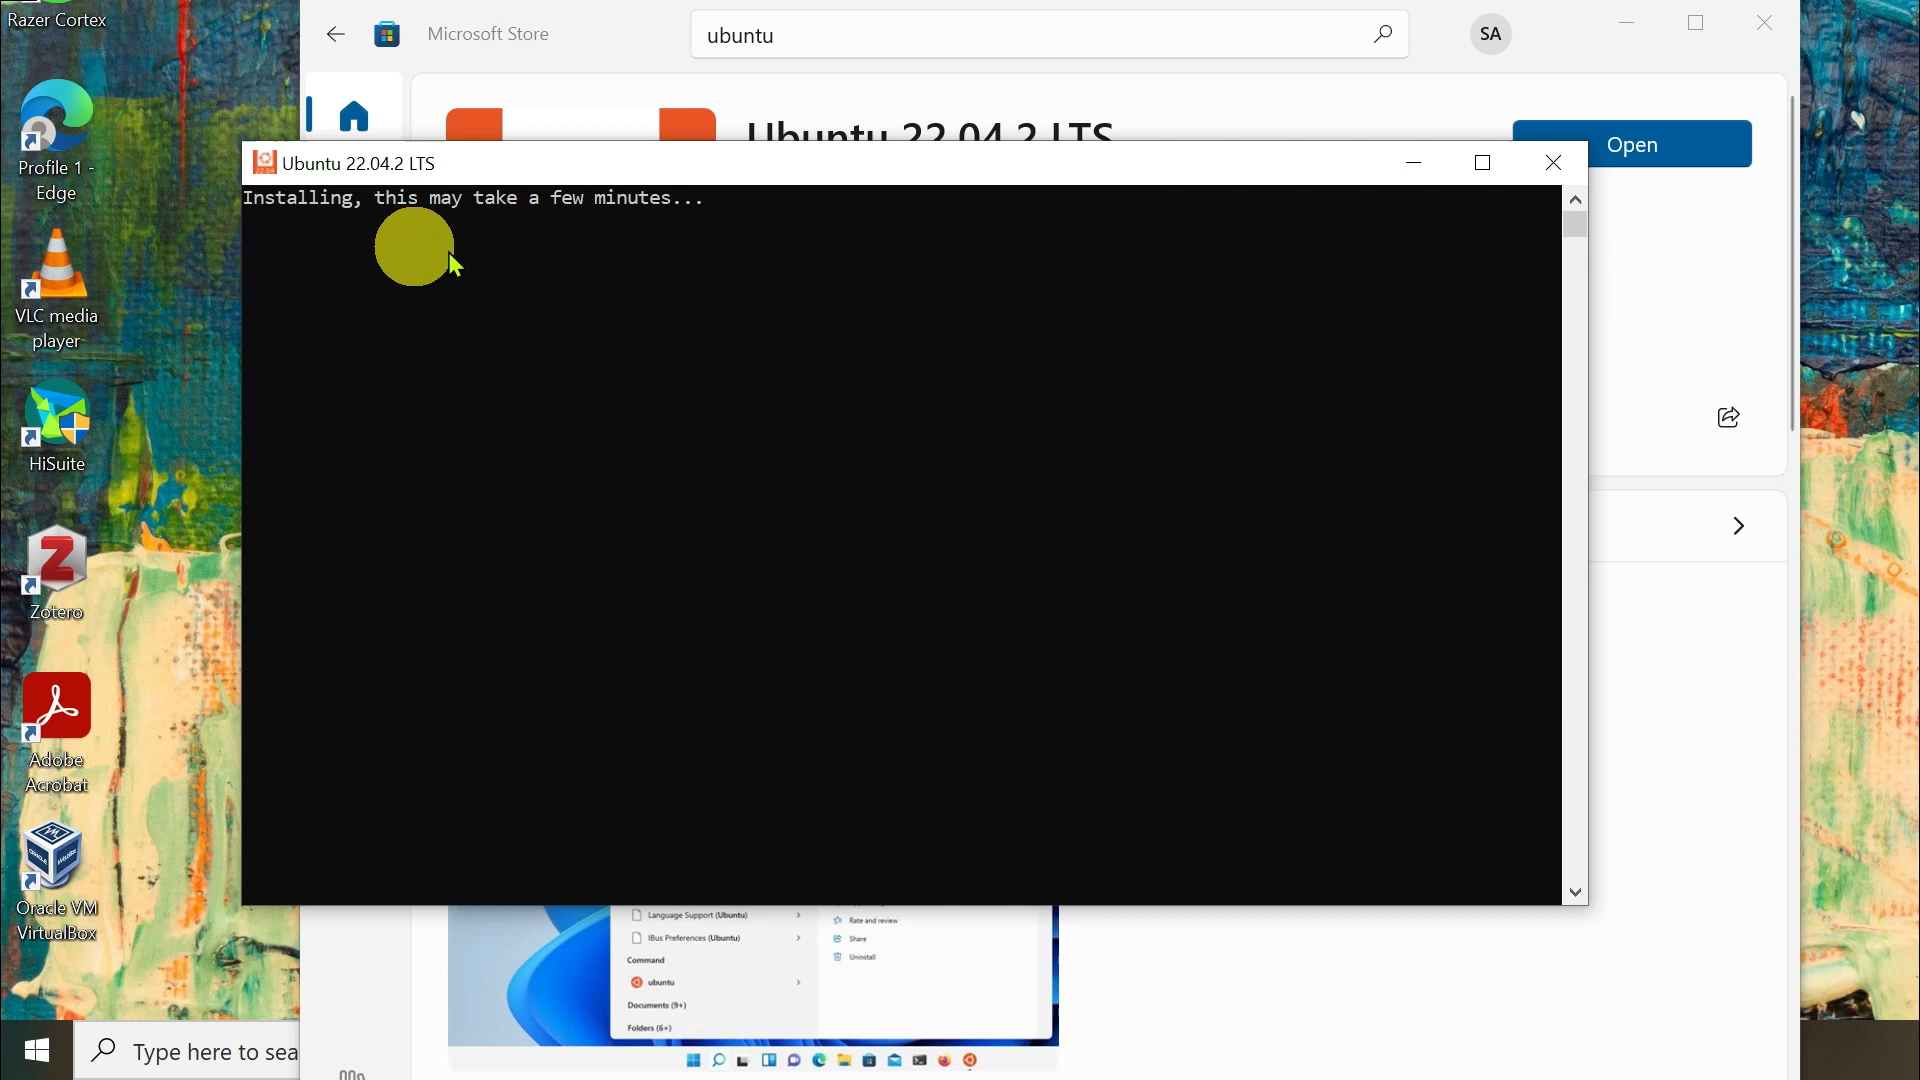 Razer Cortex
Profile 1 -
Edge
VLC media
player
HiSuite
Zotero
Adobe
Acrobat
Oracle VM
VirtualBox
Type here to sea
Microsoft Store
ubuntu
SA
Ubuntu 22.04.2 LTS
Open
Ubuntu 22.04.2 LTS
Installing, this may take a few minutes...
Language Support (Ubuntu)
IBus Preferences (Ubuntu)
Command
ubuntu
Documents (9+)
Folders (6+)
Rate and review
Share
Uninstall